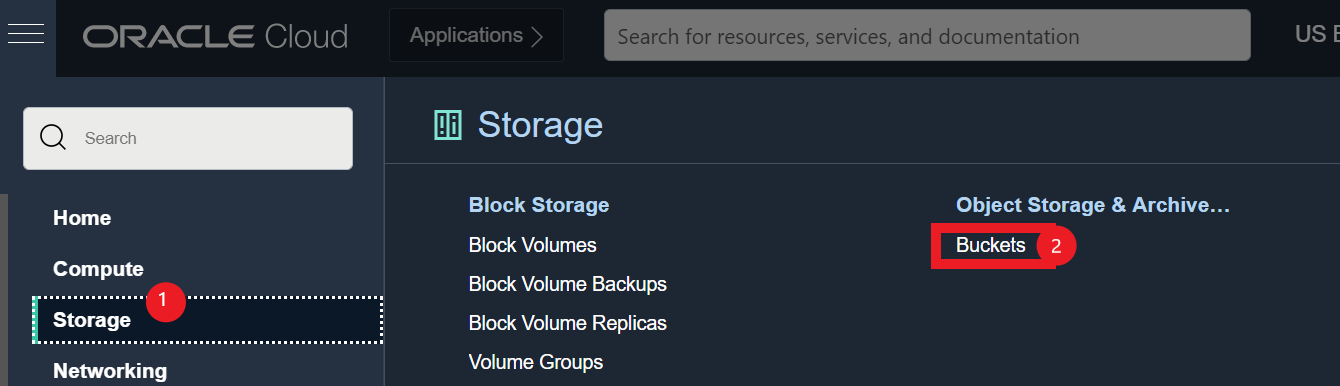 ORACLE Cloud
Applications
Search for resources, services, and documentation
US
Search
Home
Compute
1
Storage
Networking
Storage
Block Storage
Block Volumes
Block Volume Backups
Block Volume Replicas
Volume Groups
Object Storage & Archive...
Buckets
2